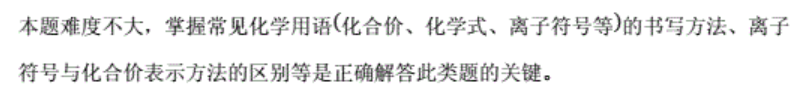 本题难度不大，掌握常见化学用语(化合价、化学式、离子符号等)的书写方法、离子
符号与化合价表示方法的区别等是正确解答此类题的关键。